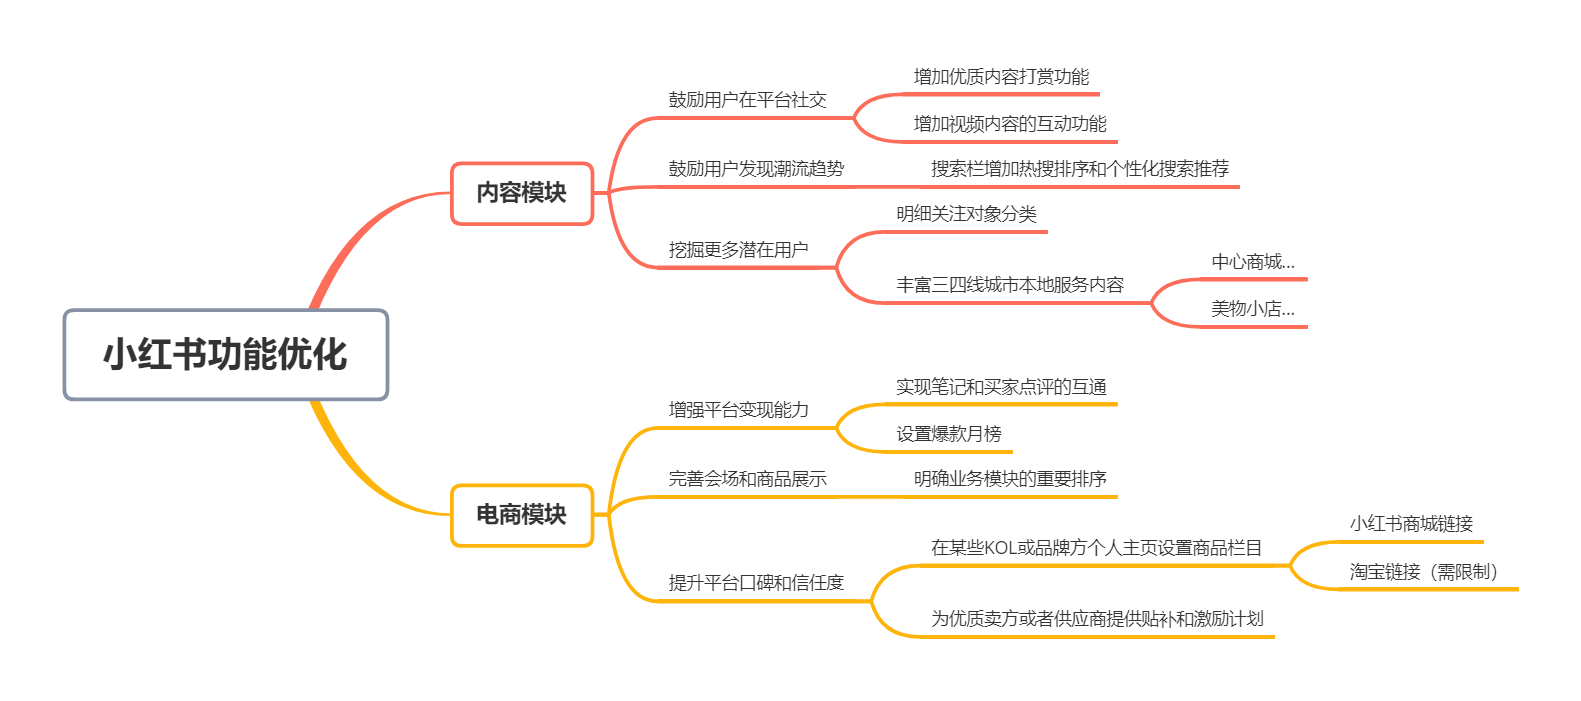 小红书功能优化
内容模块
鼓励用户在平台社交
增加优质内容打赏功能
增加视频内容的互动功能
鼓励用户发现潮流趋势
搜索栏增加热搜排序和个性化搜索推荐
挖掘更多潜在用户
明细关注对象分类
丰富三四线城市本地服务内容
中心商城...
美物小店...
电商模块
增强平台变现能力
实现笔记和买家点评的互通
设置爆款月榜
完善会场和商品展示
明确业务模块的重要排序
提升平台口碑和信任度
在某些KOL或品牌方个人主页设置商品栏目
小红书商城链接
淘宝链接（需限制）
为优质卖方或者供应商提供贴补和激励计划